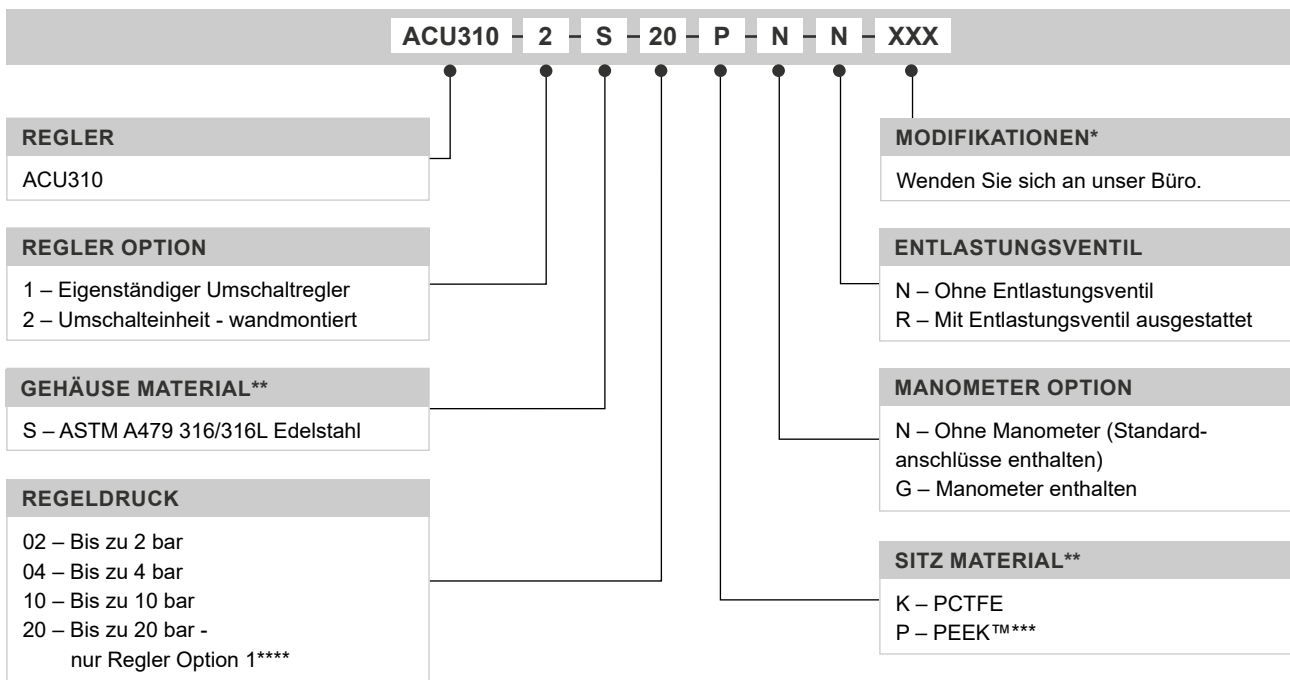 ACU310 – 2 – S – 20 – P – N – N – XXX
REGLER
ACU310
REGLER OPTION
1 – Eigenständiger Umschaltregler
2 – Umschalteinheit - wandmontiert
GEHÄUSE MATERIAL**
S – ASTM A479 316/316L Edelstahl
REGELDRUCK
02 – Bis zu 2 bar
04 – Bis zu 4 bar
10 – Bis zu 10 bar
20 – Bis zu 20 bar -
nur Regler Option 1****
MODIFIKATIONEN*
Wenden Sie sich an unser Büro.
ENTLASTUNGSVENTIL
N – Ohne Entlastungsventil
R – Mit Entlastungsventil ausgestattet
MANOMETER OPTION
N – Ohne Manometer (Standard-
anschlüsse enthalten)
G – Manometer enthalten
SITZ MATERIAL**
K – PCTFE
P – PEEK™***